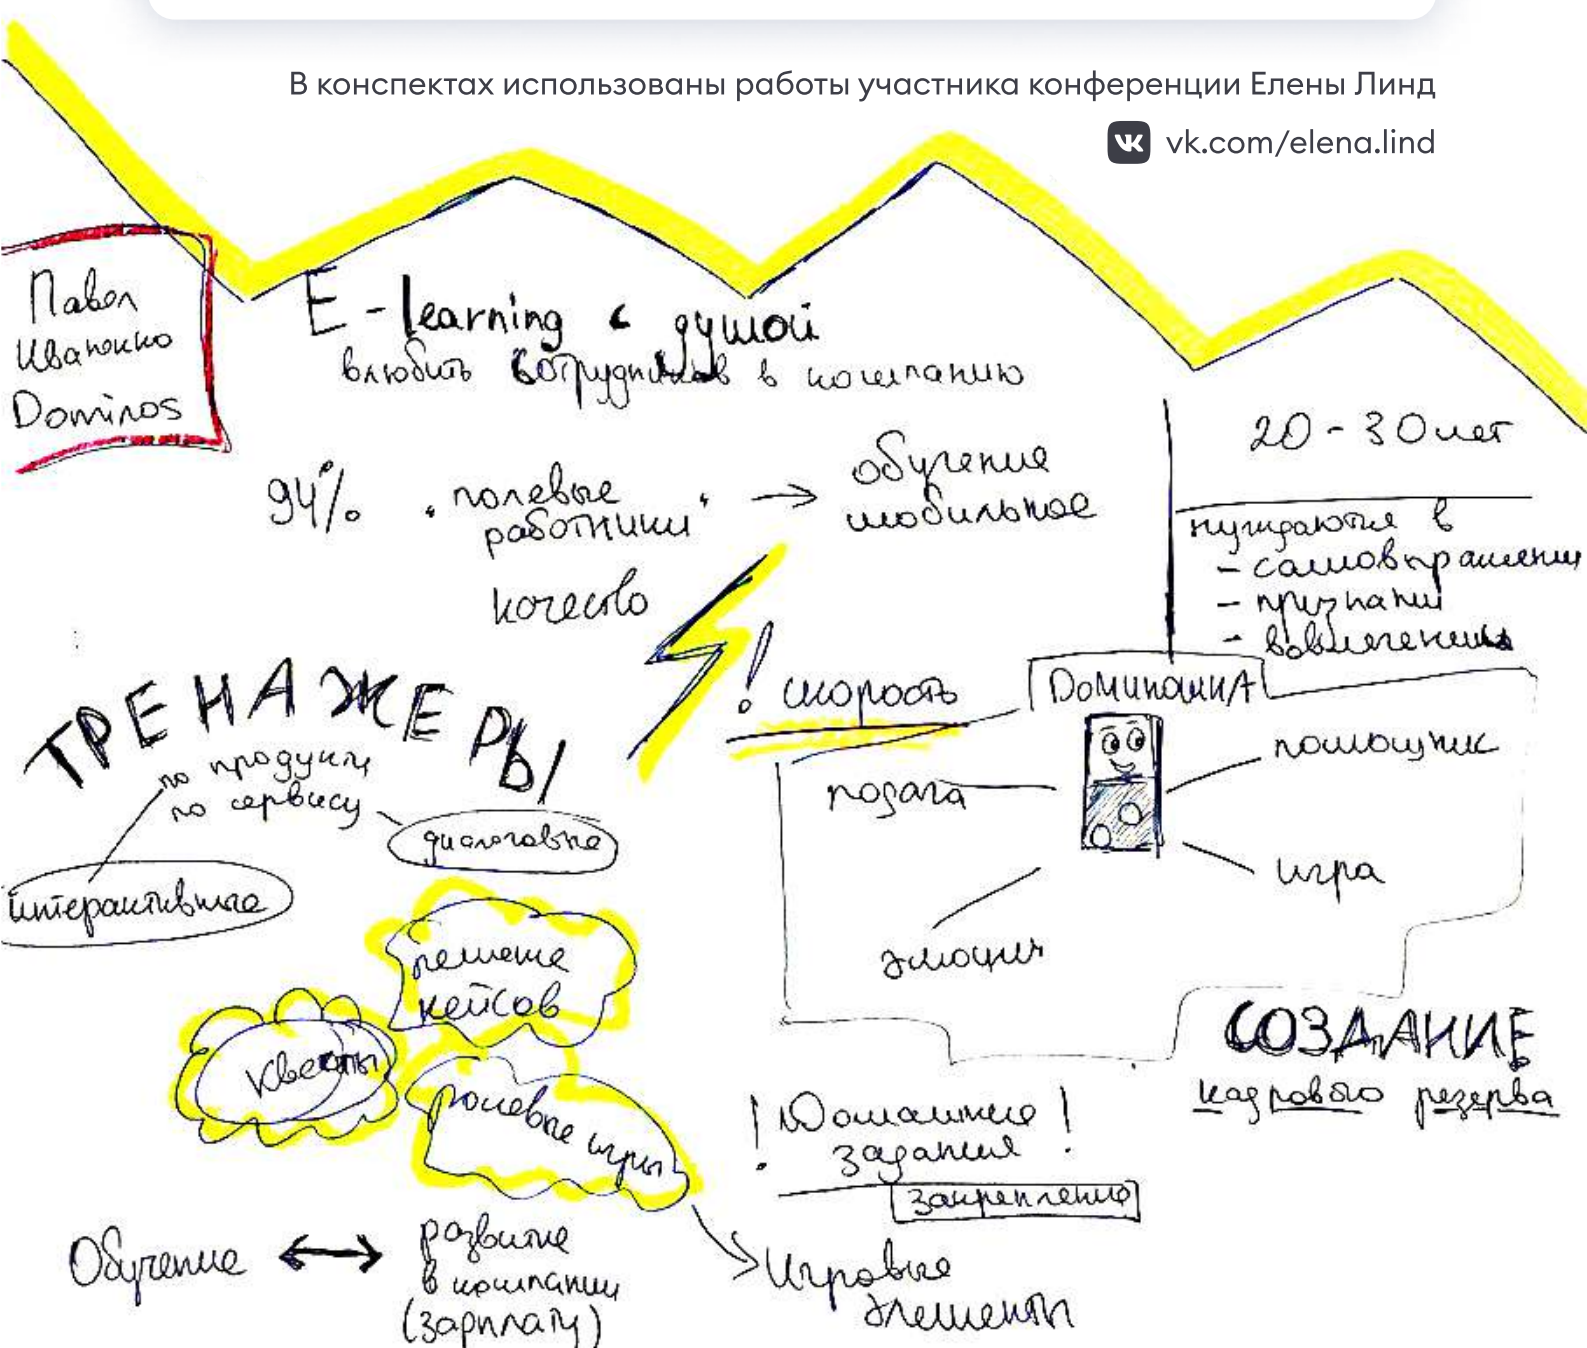 В конспектах использованы работы участника конференции Елены Линд
vk.com/elena.lind
Павел
Иваненко
Dominos
E-learning с душой
влюбить сотрудников в компанию
94% "полевые
работники" → обучение
мобильное
качество
! скорость
20-30 лет
нуждаются в
- самовыражении
- признании
- вовлечении
ТРЕНАЖЕРЫ
по продукту
по сервису
интерактивные
диалоговые
Доминошка
подача
помощник
эмоция
игра
решение
кейсов
квесты
ролевые игры
СОЗДАНИЕ
кадрового резерва
! Домашние !
задания
закрепление
Обучение ↔ развитие
в компании
(зарплату)
Игровые
элементы